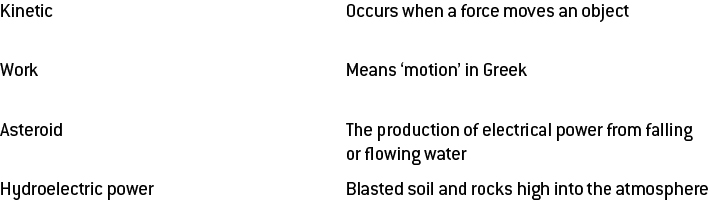 Kinetic Occurs when a force moves an object
Work Means ‘motion’ in Greek
Asteroid The production of electrical power from falling
or flowing water
Hydroelectric power Blasted soil and rocks high into the atmosphere